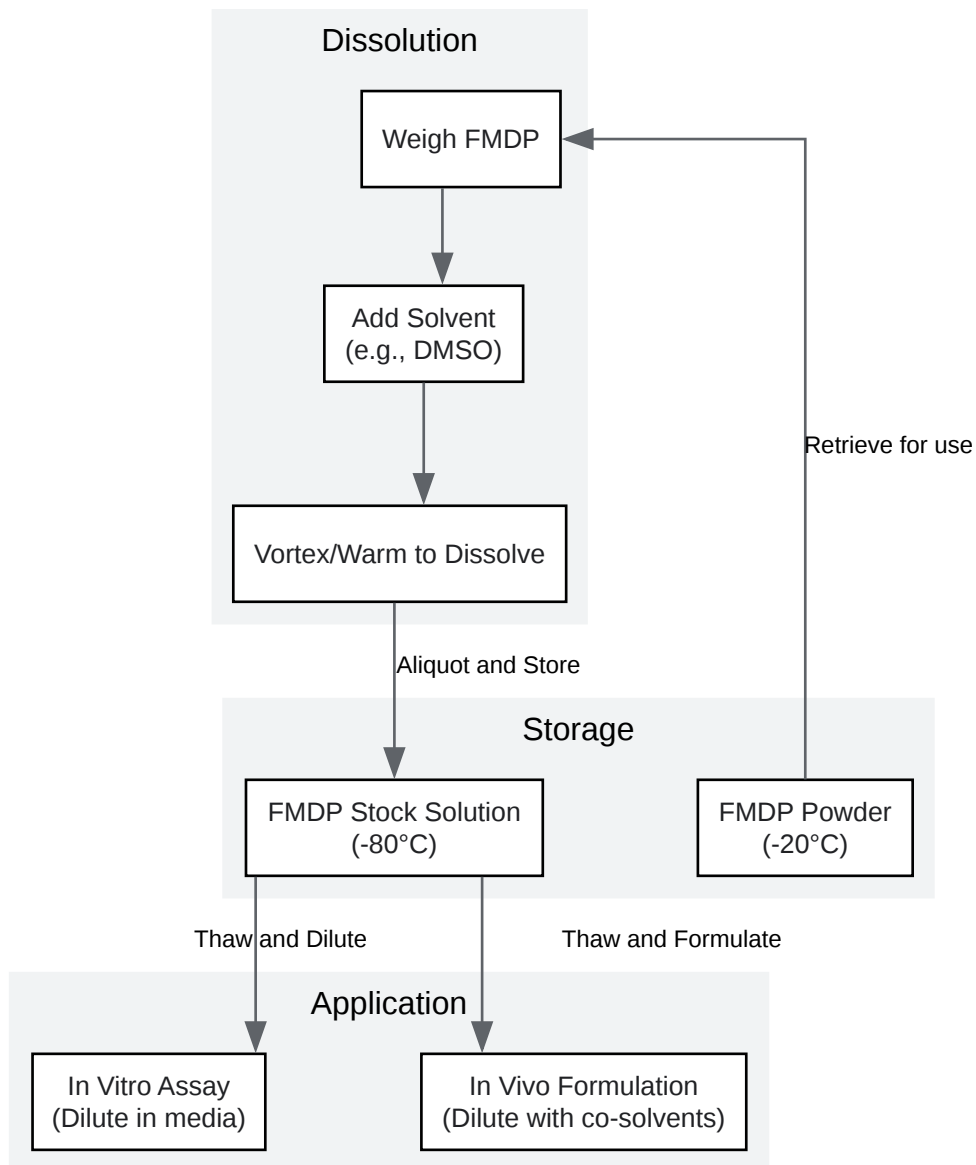 Dissolution
Weigh FMDP
Add Solvent
(e.g., DMSO)
Retrieve for use
Vortex/Warm to Dissolve
Aliquot and Store
Storage
FMDP Stock Solution
(-80°C)
FMDP Powder
(-20°C)
Thaw and Dilute
Thaw and Formulate
Application
In Vitro Assay
(Dilute in media)
In Vivo Formulation
(Dilute with co-solvents)